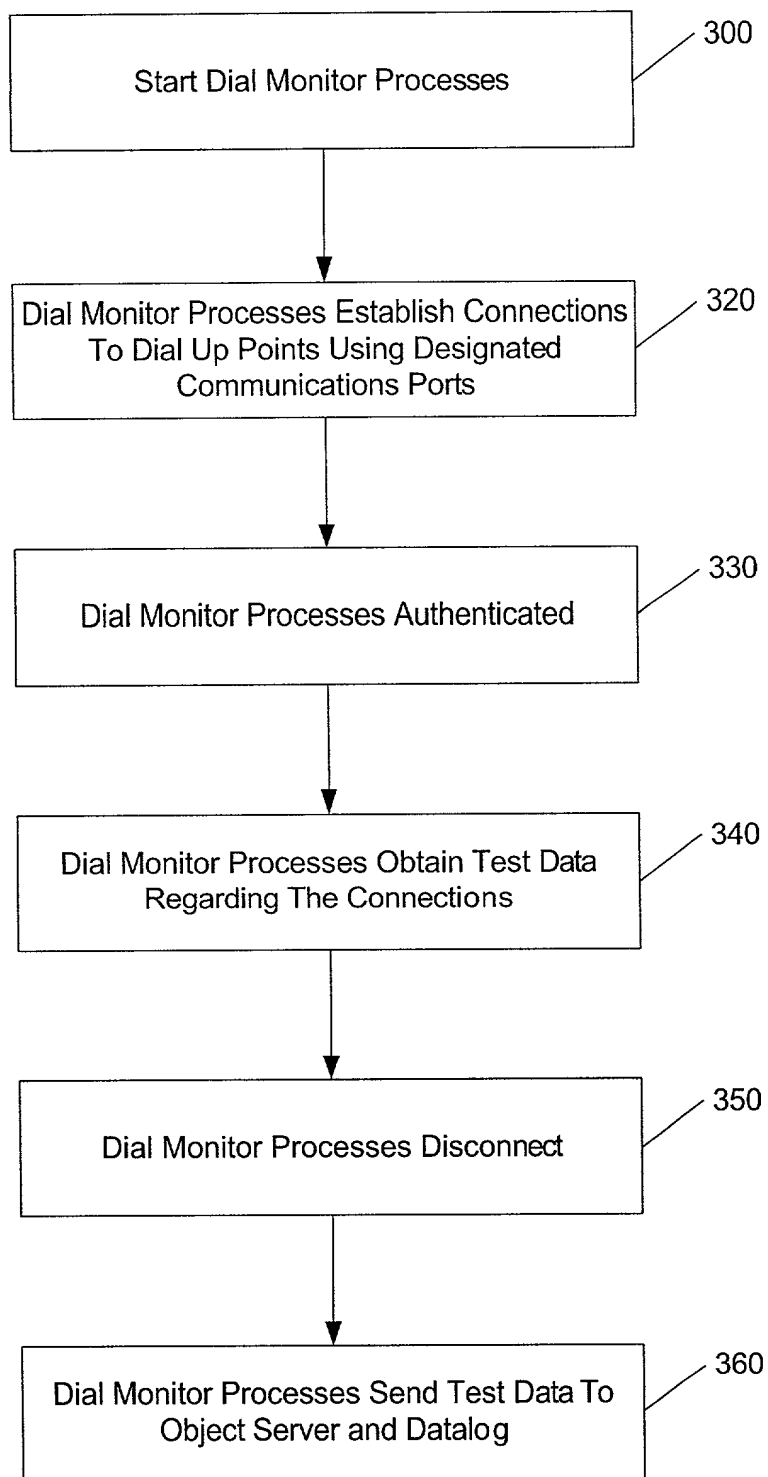 300
Start Dial Monitor Processes
320
Dial Monitor Processes Establish Connections
To Dial Up Points Using Designated
Communications Ports
330
Dial Monitor Processes Authenticated
340
Dial Monitor Processes Obtain Test Data
Regarding The Connections
350
Dial Monitor Processes Disconnect
360
Dial Monitor Processes Send Test Data To
Object Server and Datalog